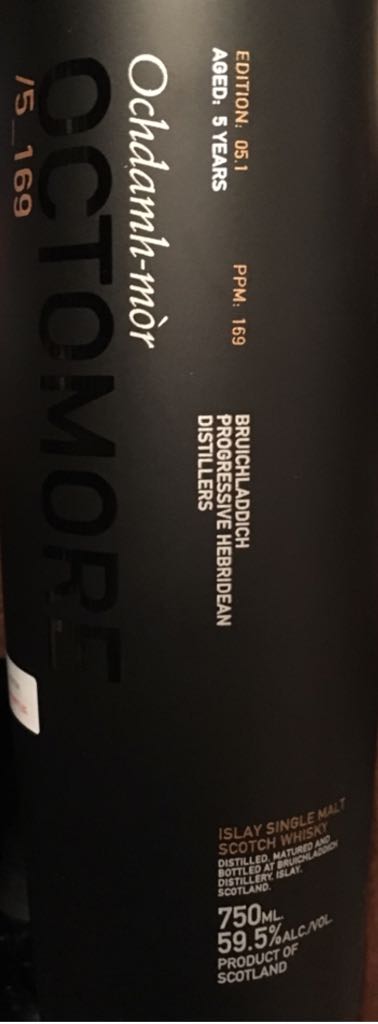 EDITION: 05.1 PPM: 169
AGED: 5 YEARS
BRUICHLADDICH
PROGRESSIVE HEBRIDEAN
DISTILLERS
Ochdamh-mòr
OCTOMORE
/5_169
ISLAY SINGLE MALT
SCOTCH WHISKY
DISTILLED, MATURED AND
BOTTLED AT BRUICHLADDICH
DISTILLERY, ISLAY,
SCOTLAND.
750ML
59.5%ALC/VOL
PRODUCT OF
SCOTLAND